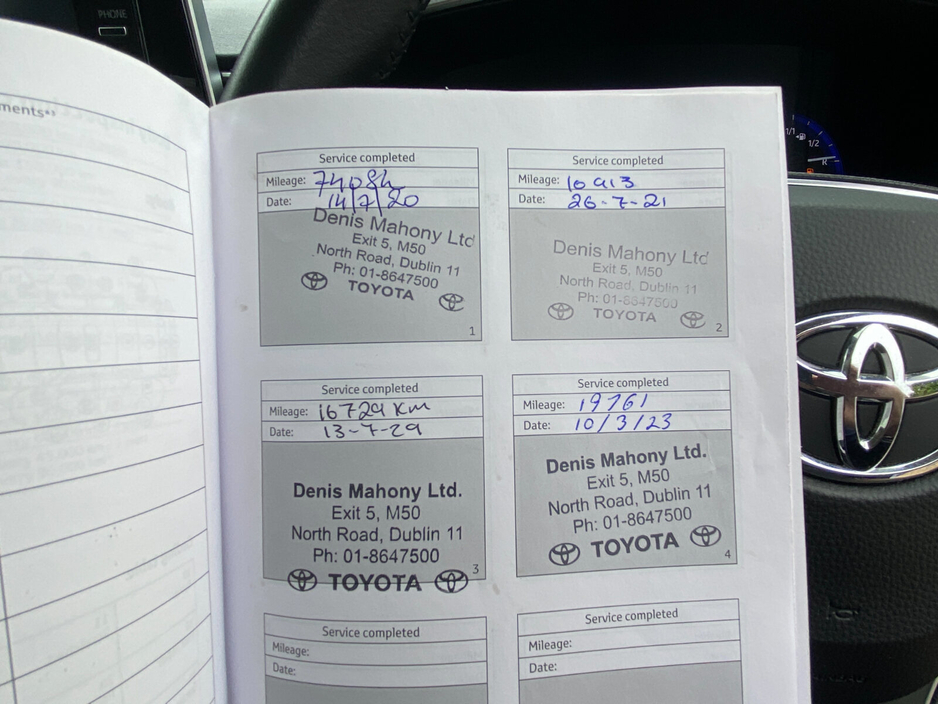 PHONE
ments*³
Service completed
Mileage:
Date: 14/7/20
Denis Mahony Ltd
Exit 5, M50
North Road, Dublin 11
Ph: 01-8647500
TOYOTA
1
Service completed
Mileage: 10913
Date: 26-7-21
Denis Mahony Ltd
Exit 5, M50
North Road, Dublin 11
Ph: 01-8647500
TOYOTA
2
Service completed
Mileage: 16729 KM
Date: 13-7-29
Denis Mahony Ltd.
Exit 5, M50
North Road, Dublin 11
Ph: 01-8647500
TOYOTA
3
Service completed
Mileage: 19761
Date: 10/3/23
Denis Mahony Ltd.
Exit 5, M50
North Road, Dublin 11
Ph: 01-8647500
TOYOTA
4
Service completed
Mileage:
Date:
Service completed
Mileage:
Date:
1/1
1/2
R